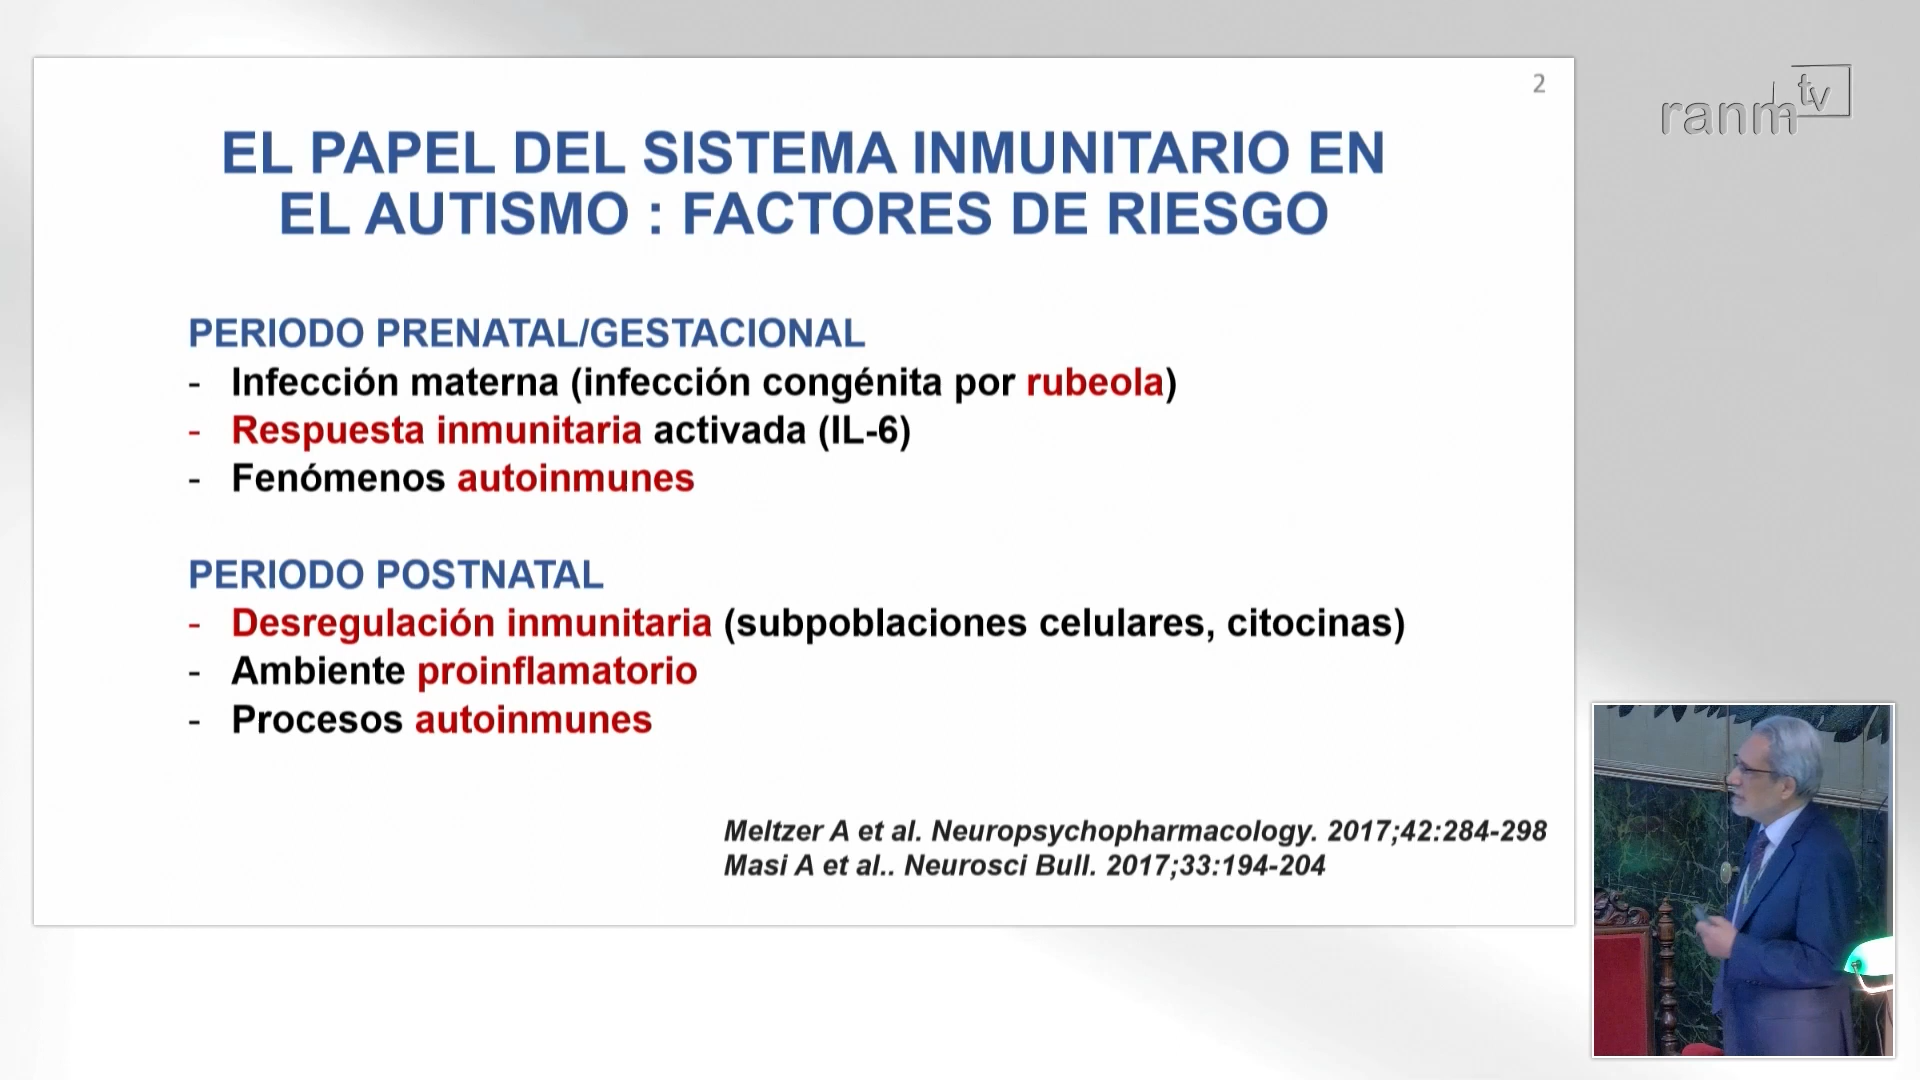 2
ranm tv
EL PAPEL DEL SISTEMA INMUNITARIO EN
EL AUTISMO : FACTORES DE RIESGO
PERIODO PRENATAL/GESTACIONAL
- Infección materna (infección congénita por rubeola)
- Respuesta inmunitaria activada (IL-6)
- Fenómenos autoinmunes
PERIODO POSTNATAL
- Desregulación inmunitaria (subpoblaciones celulares, citocinas)
- Ambiente proinflamatorio
- Procesos autoinmunes
Meltzer A et al. Neuropsychopharmacology. 2017;42:284-298
Masi A et al.. Neurosci Bull. 2017;33:194-204